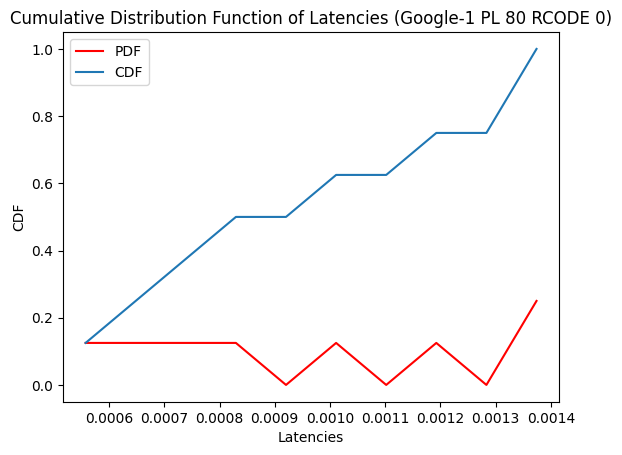 Cumulative Distribution Function of Latencies (Google-1 PL 80 RCODE 0)
PDF
CDF
1.0
0.8
0.6
0.4
0.2
0.0
CDF
0.0006 0.0007 0.0008 0.0009 0.0010 0.0011 0.0012 0.0013 0.0014
Latencies